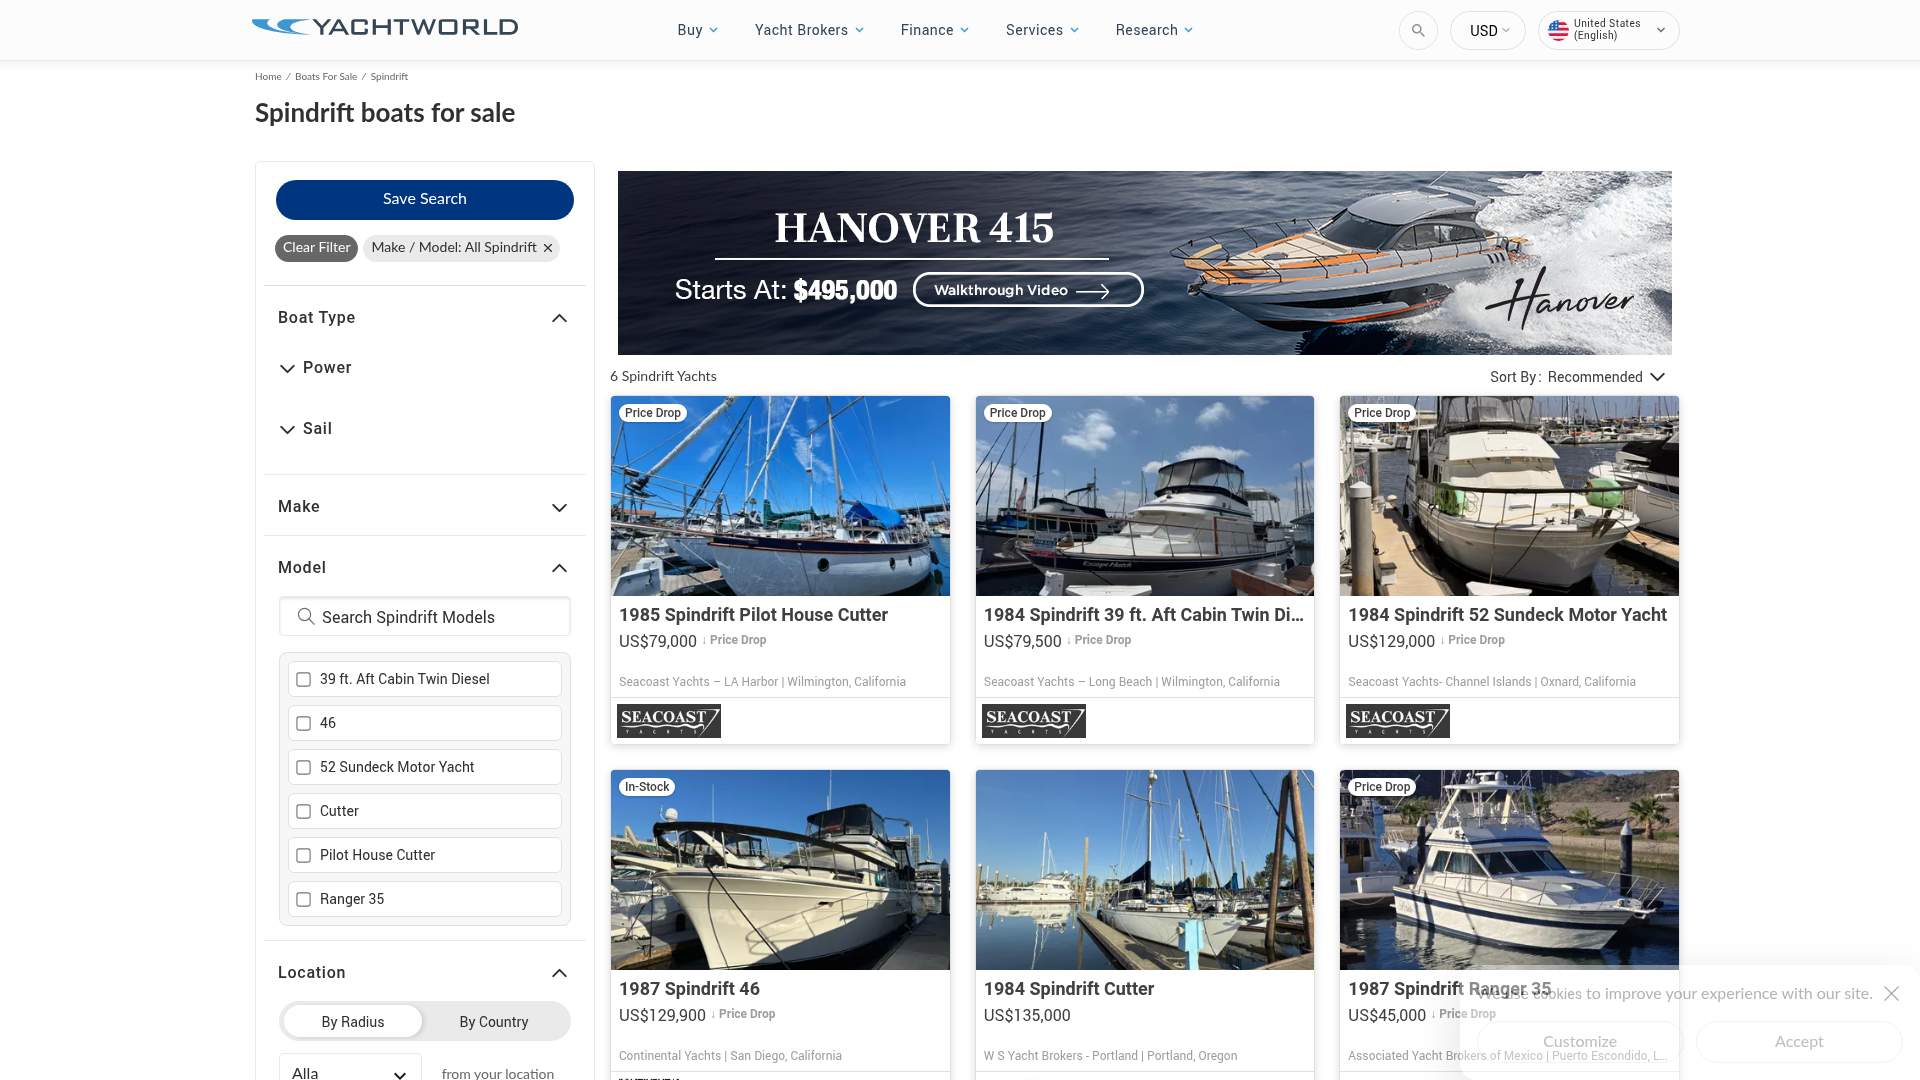 YACHTWORLD
Buy
Yacht Brokers
Finance
Services
Research
USD
United States
(English)
Home / Boats For Sale / Spindrift
Spindrift boats for sale
Save Search
Clear Filter
Make / Model: All Spindrift ✕
Boat Type
Power
Sail
Make
Model
Search Spindrift Models
39 ft. Aft Cabin Twin Diesel
46
52 Sundeck Motor Yacht
Cutter
Pilot House Cutter
Ranger 35
Location
By Radius
By Country
Alla
from your location
HANOVER 415
Starts At: $495,000
Walkthrough Video
Hanover
6 Spindrift Yachts
Sort By: Recommended
Price Drop
1985 Spindrift Pilot House Cutter
US$79,000 ↓ Price Drop
Seacoast Yachts – LA Harbor | Wilmington, California
SEACOAST
YACHTS
Price Drop
Escape Hatch
1984 Spindrift 39 ft. Aft Cabin Twin Di...
US$79,500 ↓ Price Drop
Seacoast Yachts – Long Beach | Wilmington, California
SEACOAST
YACHTS
Price Drop
1984 Spindrift 52 Sundeck Motor Yacht
US$129,000 ↓ Price Drop
Seacoast Yachts- Channel Islands | Oxnard, California
SEACOAST
YACHTS
In-Stock
1987 Spindrift 46
US$129,900 ↓ Price Drop
Continental Yachts | San Diego, California
1984 Spindrift Cutter
US$135,000
W S Yacht Brokers - Portland | Portland, Oregon
Price Drop
1987 Spindrift Ranger 35
US$45,000 ↓ Price Drop
Associated Yacht Brokers of Mexico | Puerto Escondido, L...
We use cookies to improve your experience with our site.
Customize
Accept